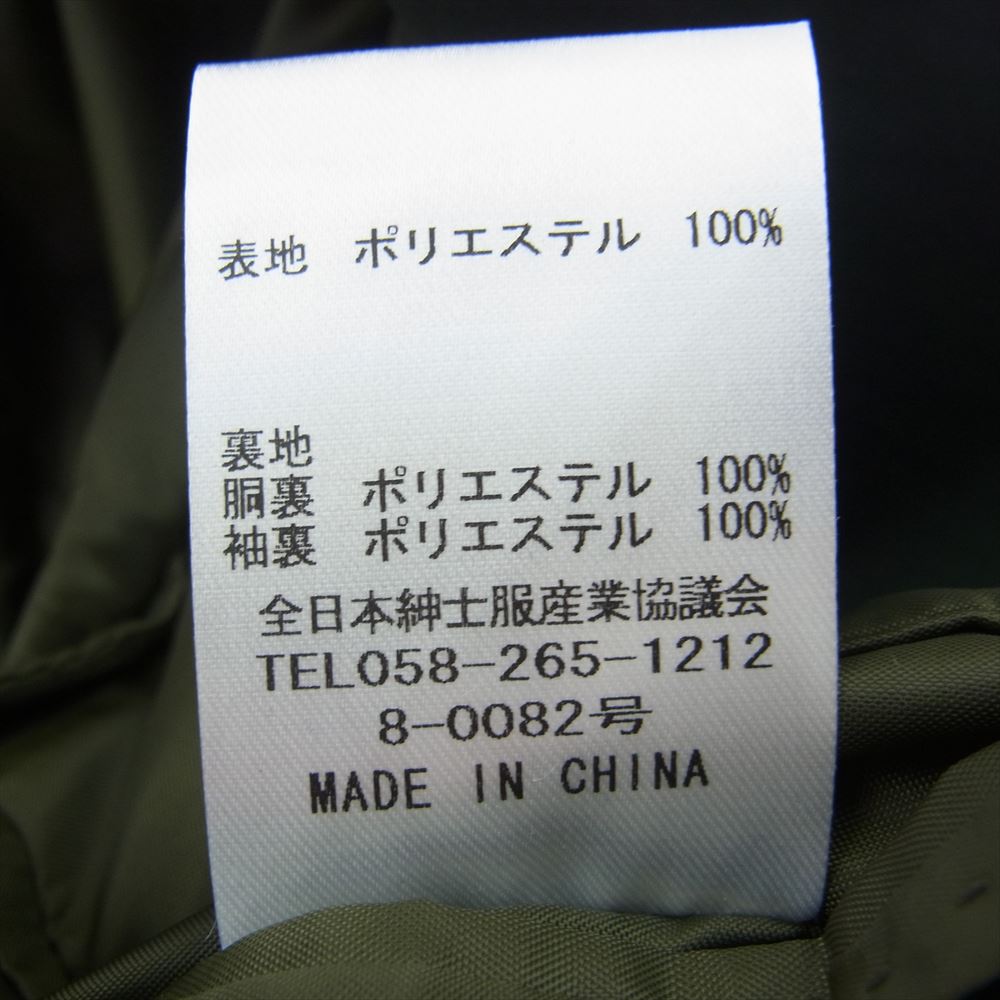 表地 ポリエステル 100%
裏地
胴裏 ポリエステル 100%
袖裏 ポリエステル 100%
全日本紳士服産業協議会
TEL058-265-1212
8-0082号
MADE IN CHINA